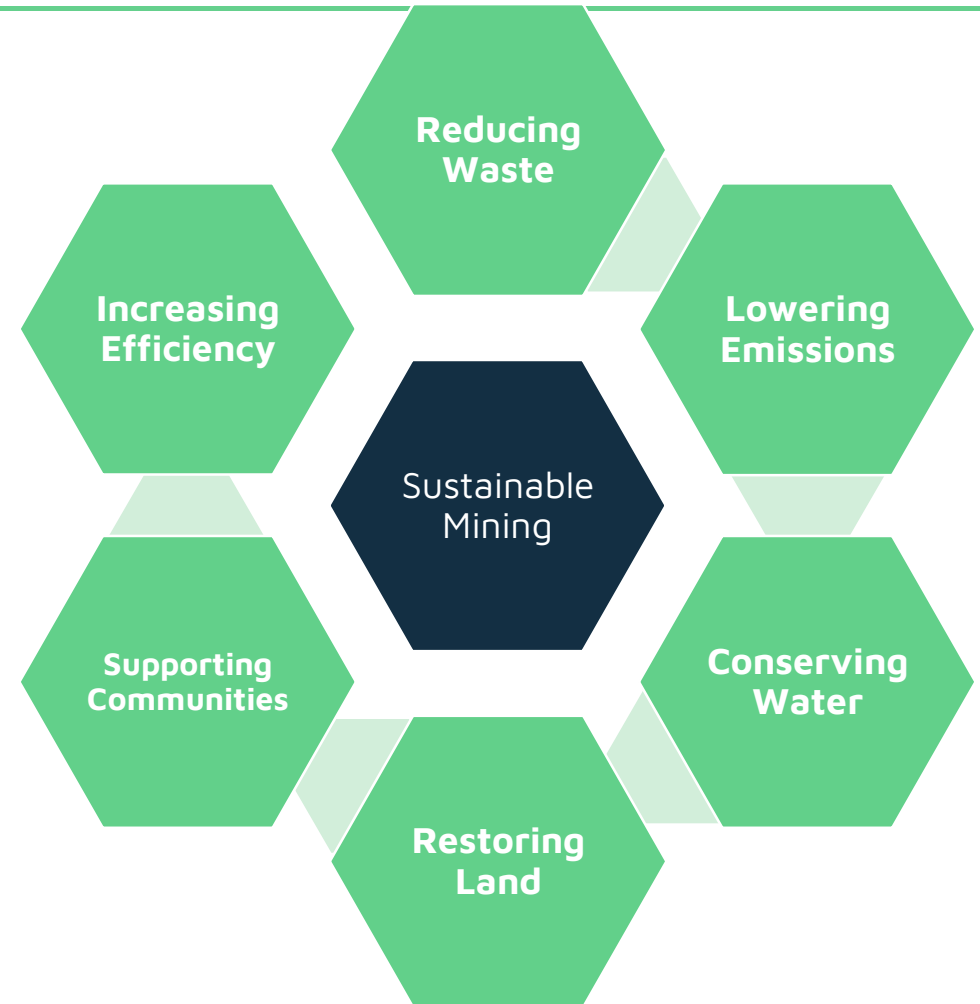 Reducing
Waste
Lowering
Emissions
Conserving
Water
Restoring
Land
Supporting
Communities
Increasing
Efficiency
Sustainable
Mining